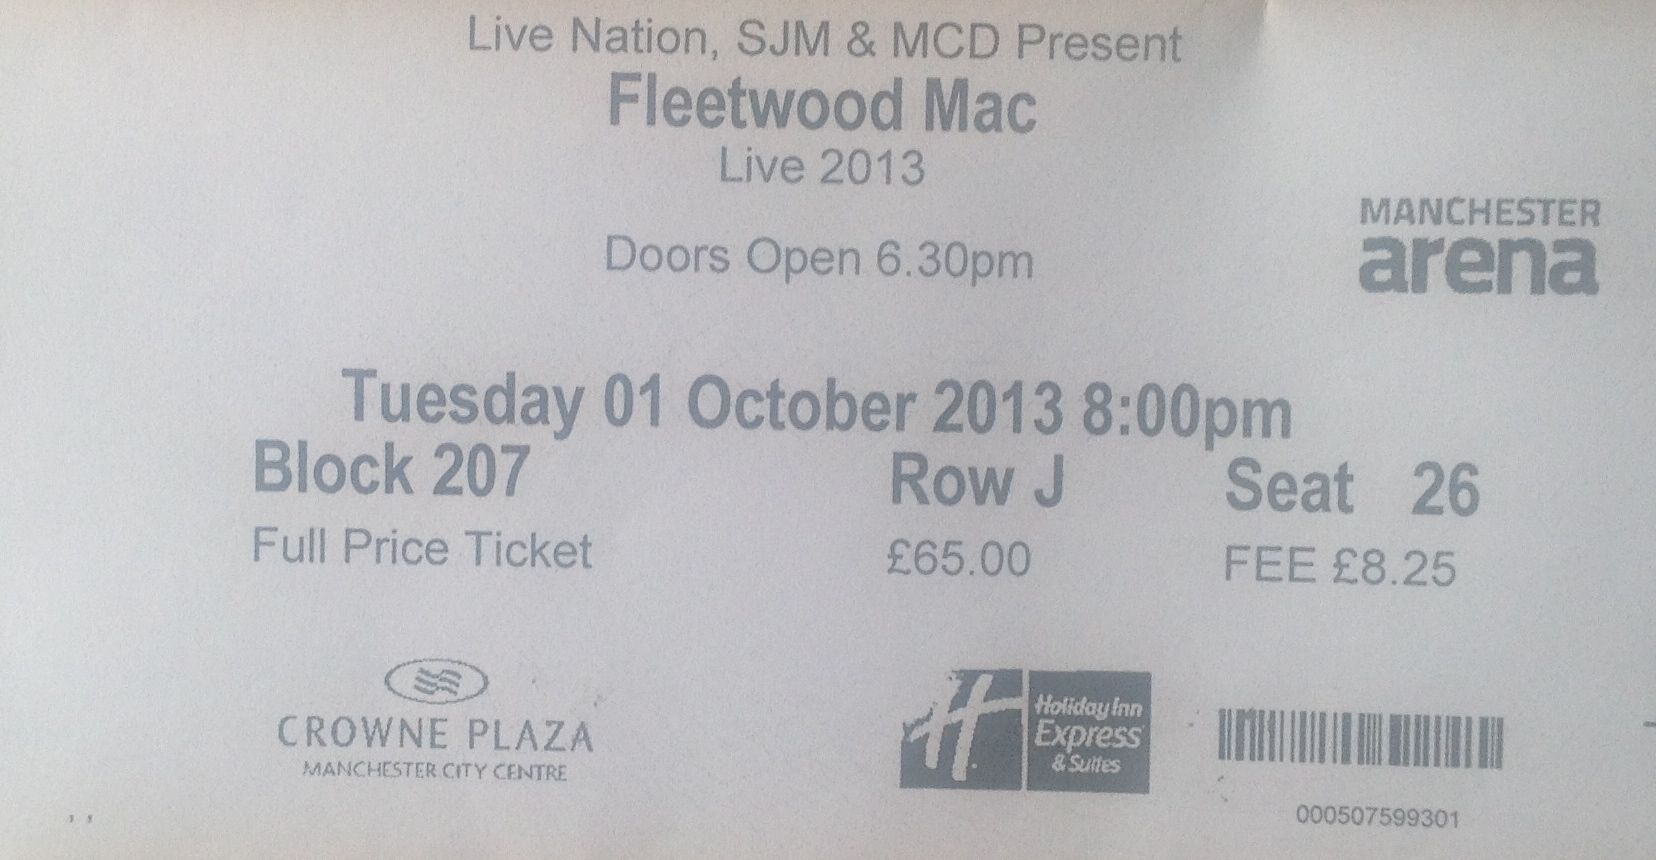 Live Nation, SJM & MCD Present
Fleetwood Mac
Live 2013
MANCHESTER
arena
Doors Open 6.30pm
Tuesday 01 October 2013 8:00pm
Block 207 Row J Seat 26
Full Price Ticket £65.00 FEE £8.25
CROWNE PLAZA
MANCHESTER CITY CENTRE
H
Holiday Inn
Express
& Suites
000507599301